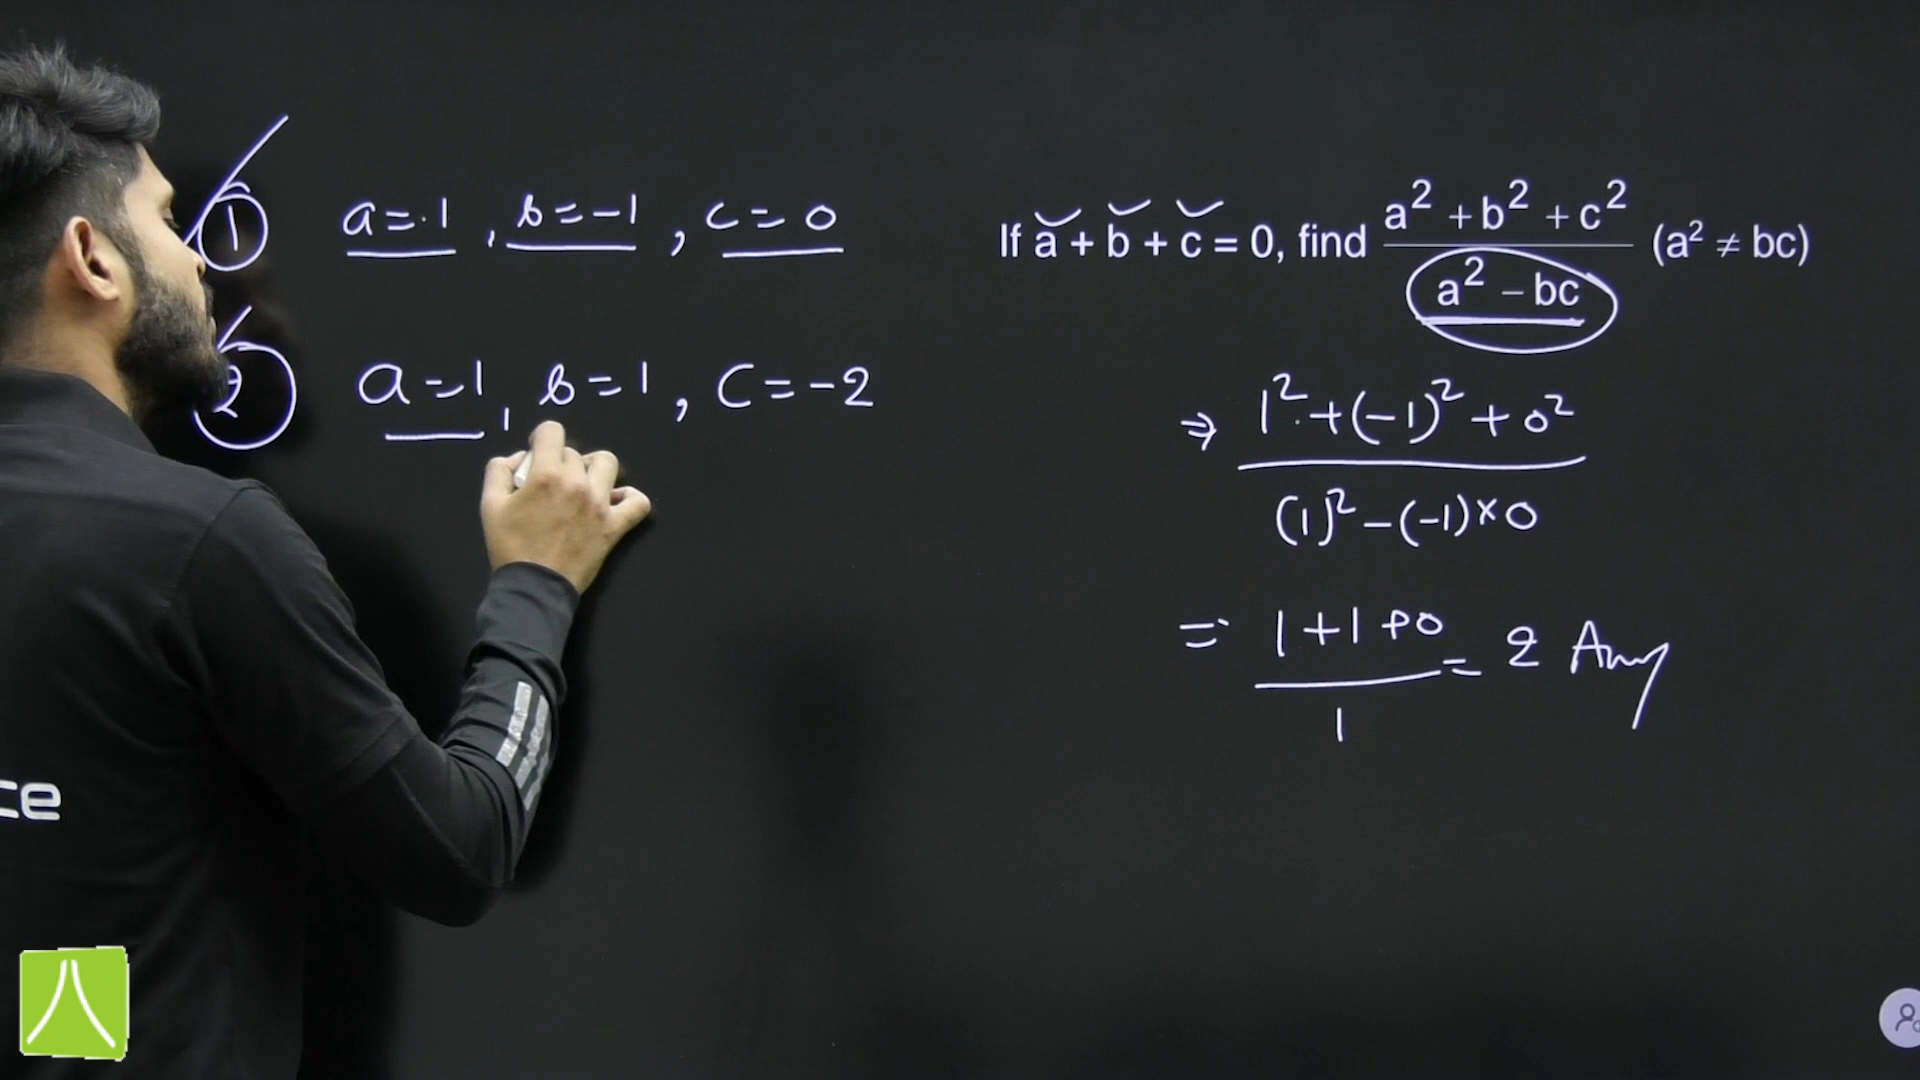 ① a=1, b=-1, c=0
② a=1, b=1, c=-2
If a + b + c = 0, find (a² + b² + c²)/(a² - bc) (a² ≠ bc)
⇒ (1² + (-1)² + 0²)/((1)² - (-1)×0)
= (1+1+0)/1 = 2 Ans
ce